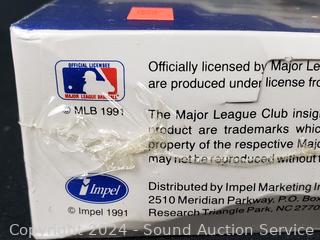 OFFICIAL LICENSEE
MAJOR LEAGUE BASEBALL
© MLB 1991
Officially licensed by Major Le
are produced under license fro
The Major League Club insig
product are trademarks which
property of the respective Major
may not be reproduced without
Impel
© Impel 1991
Distributed by Impel Marketing In
2510 Meridian Parkway, P.O. Box
Research Triangle Park, NC 2770
Copyright 2024 - South Auction Service